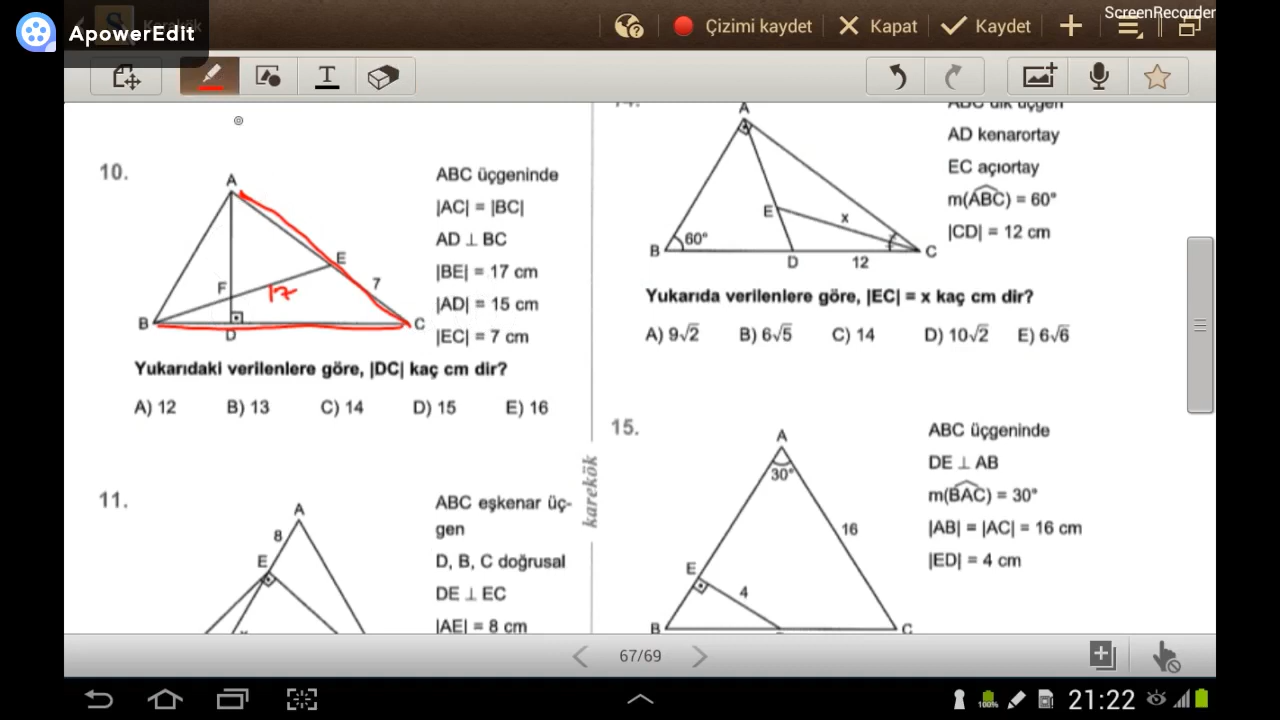 ScreenRecorder
ApowerEdit
Çizimi kaydet
Kapat
Kaydet
T
10.
A
E
F
17
7
B
D
C
ABC üçgeninde
|AC| = |BC|
AD ⊥ BC
|BE| = 17 cm
|AD| = 15 cm
|EC| = 7 cm
Yukarıdaki verilenlere göre, |DC| kaç cm dir?
A) 12 B) 13 C) 14 D) 15 E) 16
11.
A
8
E
ABC eşkenar üç-
gen
D, B, C doğrusal
DE ⊥ EC
|AE| = 8 cm
karekök
A
E
x
B
60°
D
12
C
ABC dik üçgen
AD kenarortay
EC açıortay
m(ABC) = 60°
|CD| = 12 cm
Yukarıda verilenlere göre, |EC| = x kaç cm dir?
A) 9√2 B) 6√5 C) 14 D) 10√2 E) 6√6
15.
A
30°
16
E
4
B
C
ABC üçgeninde
DE ⊥ AB
m(BAC) = 30°
|AB| = |AC| = 16 cm
|ED| = 4 cm
67/69
100%
21:22